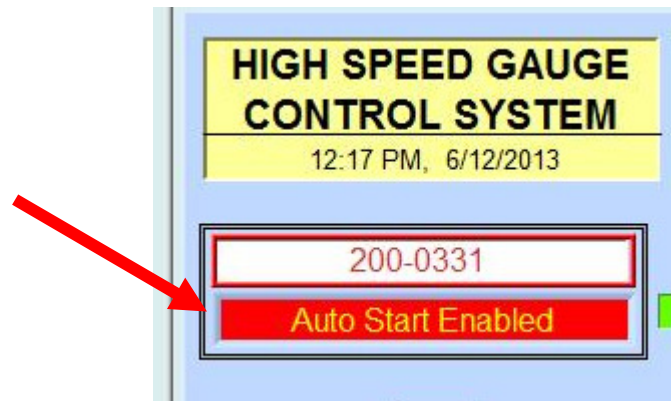 HIGH SPEED GAUGE
CONTROL SYSTEM
12:17 PM, 6/12/2013
200-0331
Auto Start Enabled